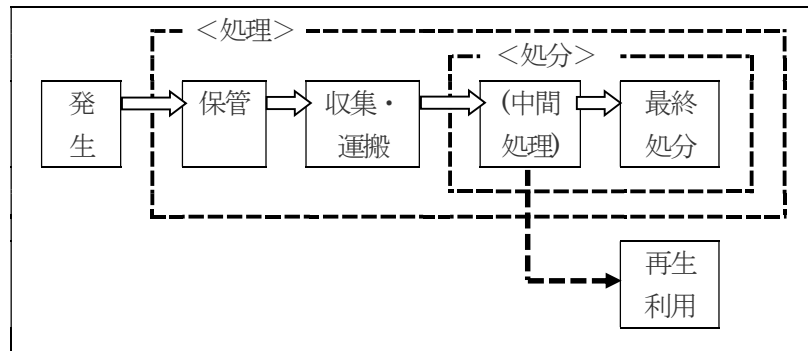 ＜処理＞
＜処分＞
発
生
保管
収集・
運搬
(中間
処理)
最終
処分
再生
利用